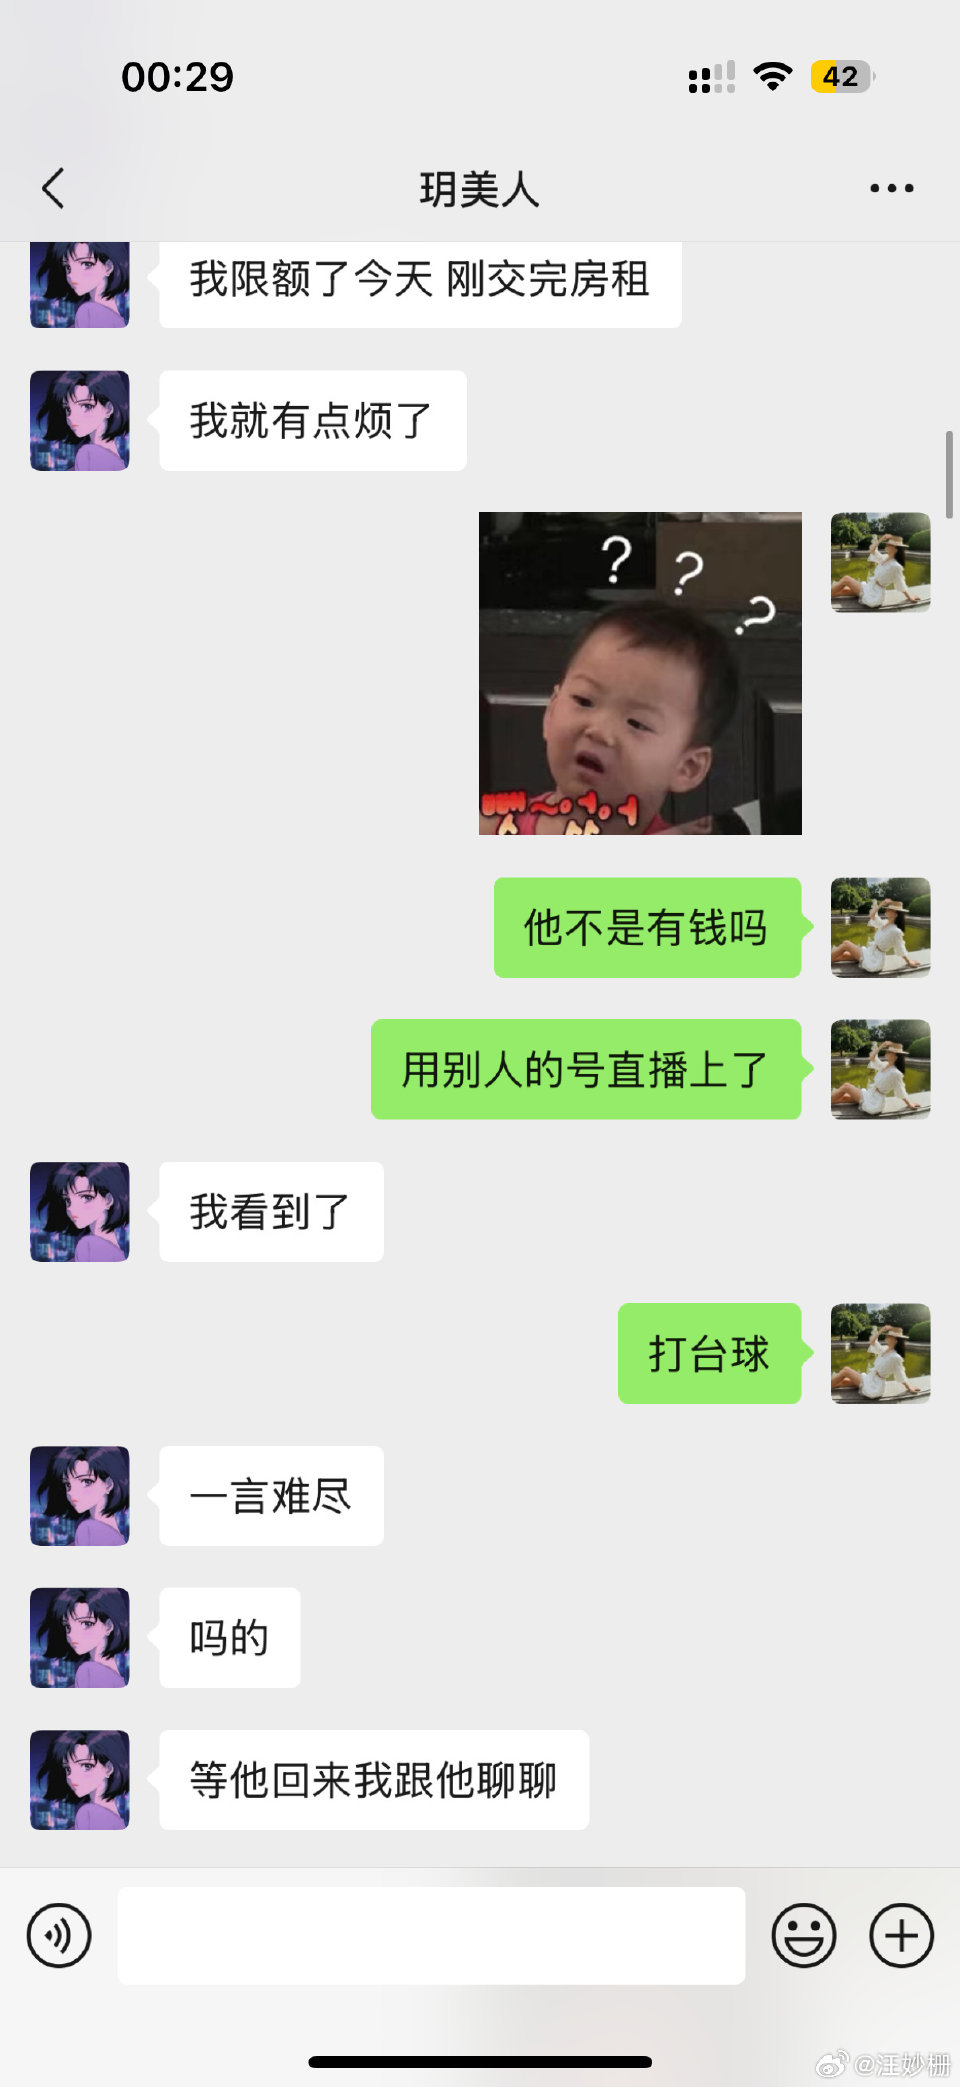 00:29
42
玥美人
我限额了今天 刚交完房租
我就有点烦了
? ? ?
他不是有钱吗
用别人的号直播上了
我看到了
打台球
一言难尽
吗的
等他回来我跟他聊聊
@汪妙栅